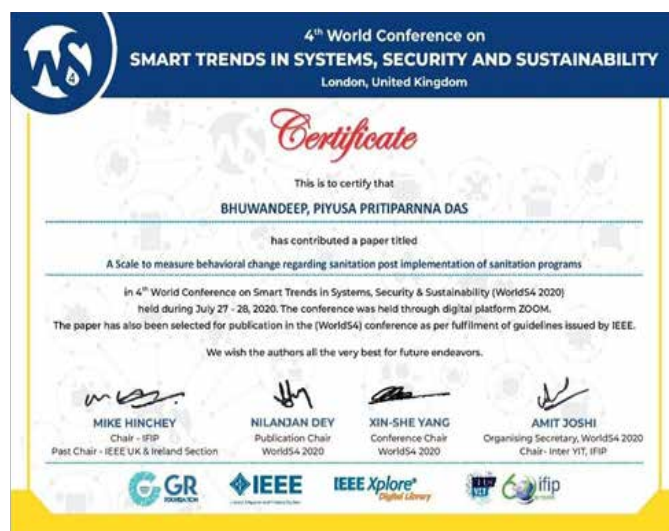 4th World Conference on
SMART TRENDS IN SYSTEMS, SECURITY AND SUSTAINABILITY
London, United Kingdom
WS
4
Certificate
This is to certify that
BHUWANDEEP, PIYUSA PRITIPARNNA DAS
has contributed a paper titled
A Scale to measure behavioral change regarding sanitation post implementation of sanitation programs
in 4th World Conference on Smart Trends in Systems, Security & Sustainability (WorldS4 2020)
held during July 27 - 28, 2020. The conference was held through digital platform ZOOM.
The paper has also been selected for publication in the (WorldS4) conference as per fulfilment of guidelines issued by IEEE.
We wish the authors all the very best for future endeavors.
MIKE HINCHEY
Chair - IFIP
Past Chair - IEEE UK & Ireland Section
NILANJAN DEY
Publication Chair
WorldS4 2020
XIN-SHE YANG
Conference Chair
WorldS4 2020
AMIT JOSHI
Organising Secretary, WorldS4 2020
Chair- Inter YIT, IFIP
GR
FOUNDATION
IEEE
IEEE Xplore®
Digital Library
60 ifip